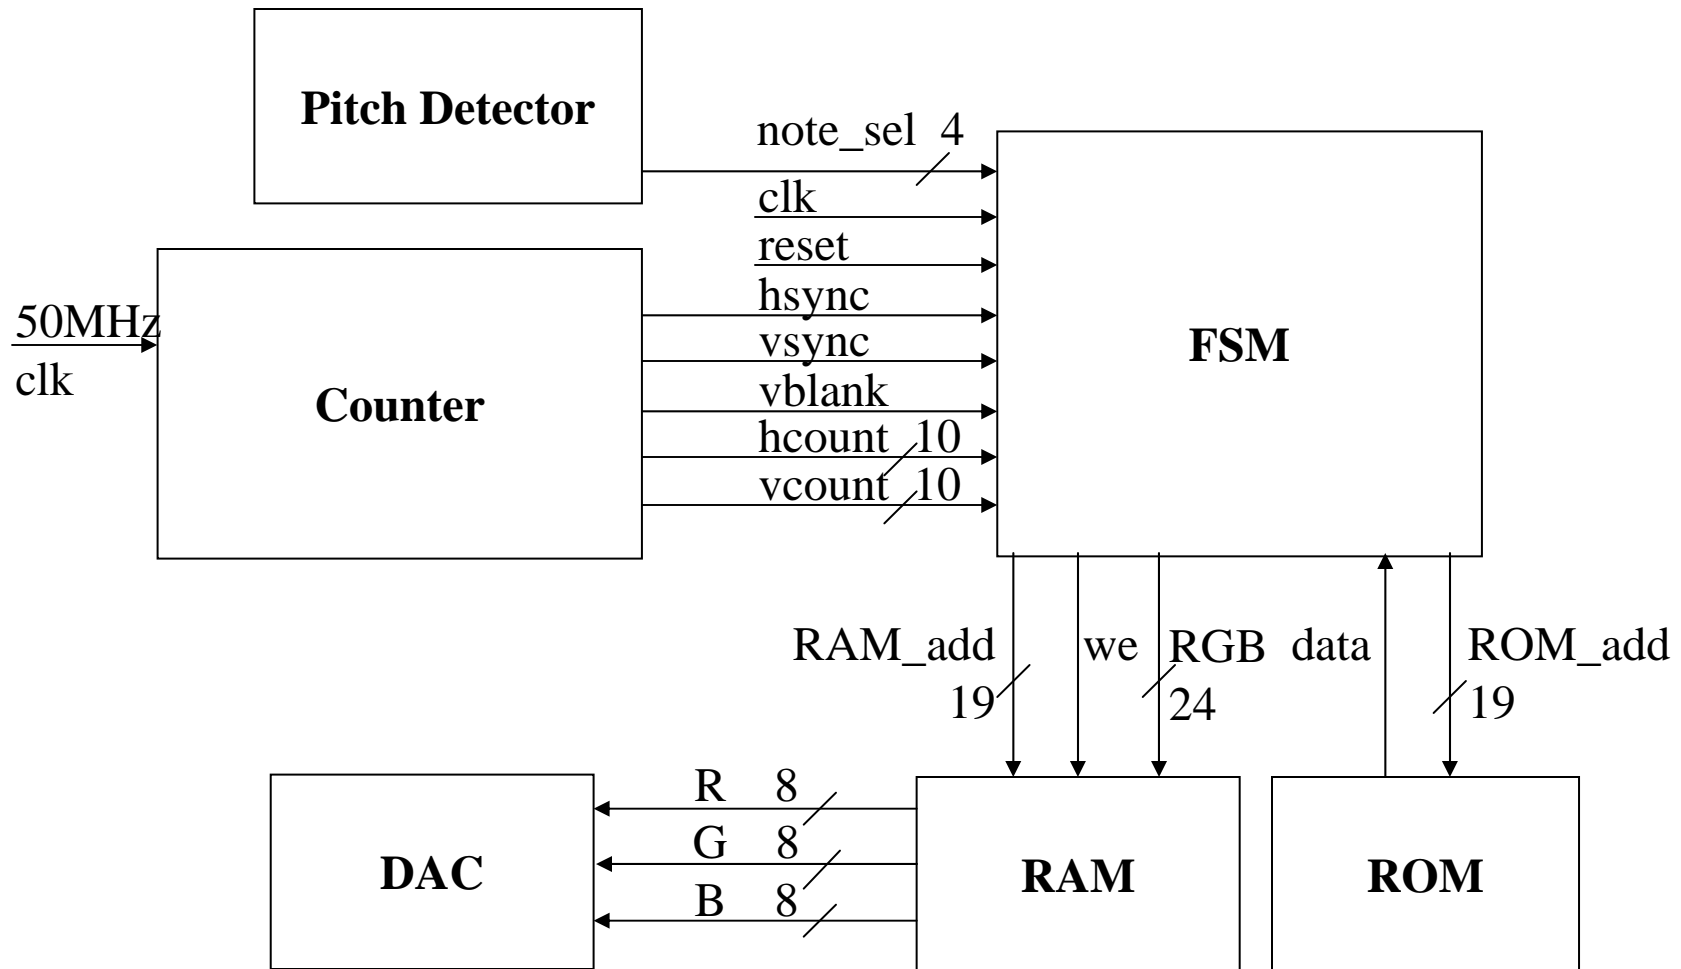 Pitch Detector
note_sel 4
clk
reset
hsync
vsync
vblank
hcount 10
vcount 10
50MHz
clk
Counter
FSM
RAM_add
19
we
RGB
24
data
ROM_add
19
R 8
G 8
B 8
DAC
RAM
ROM